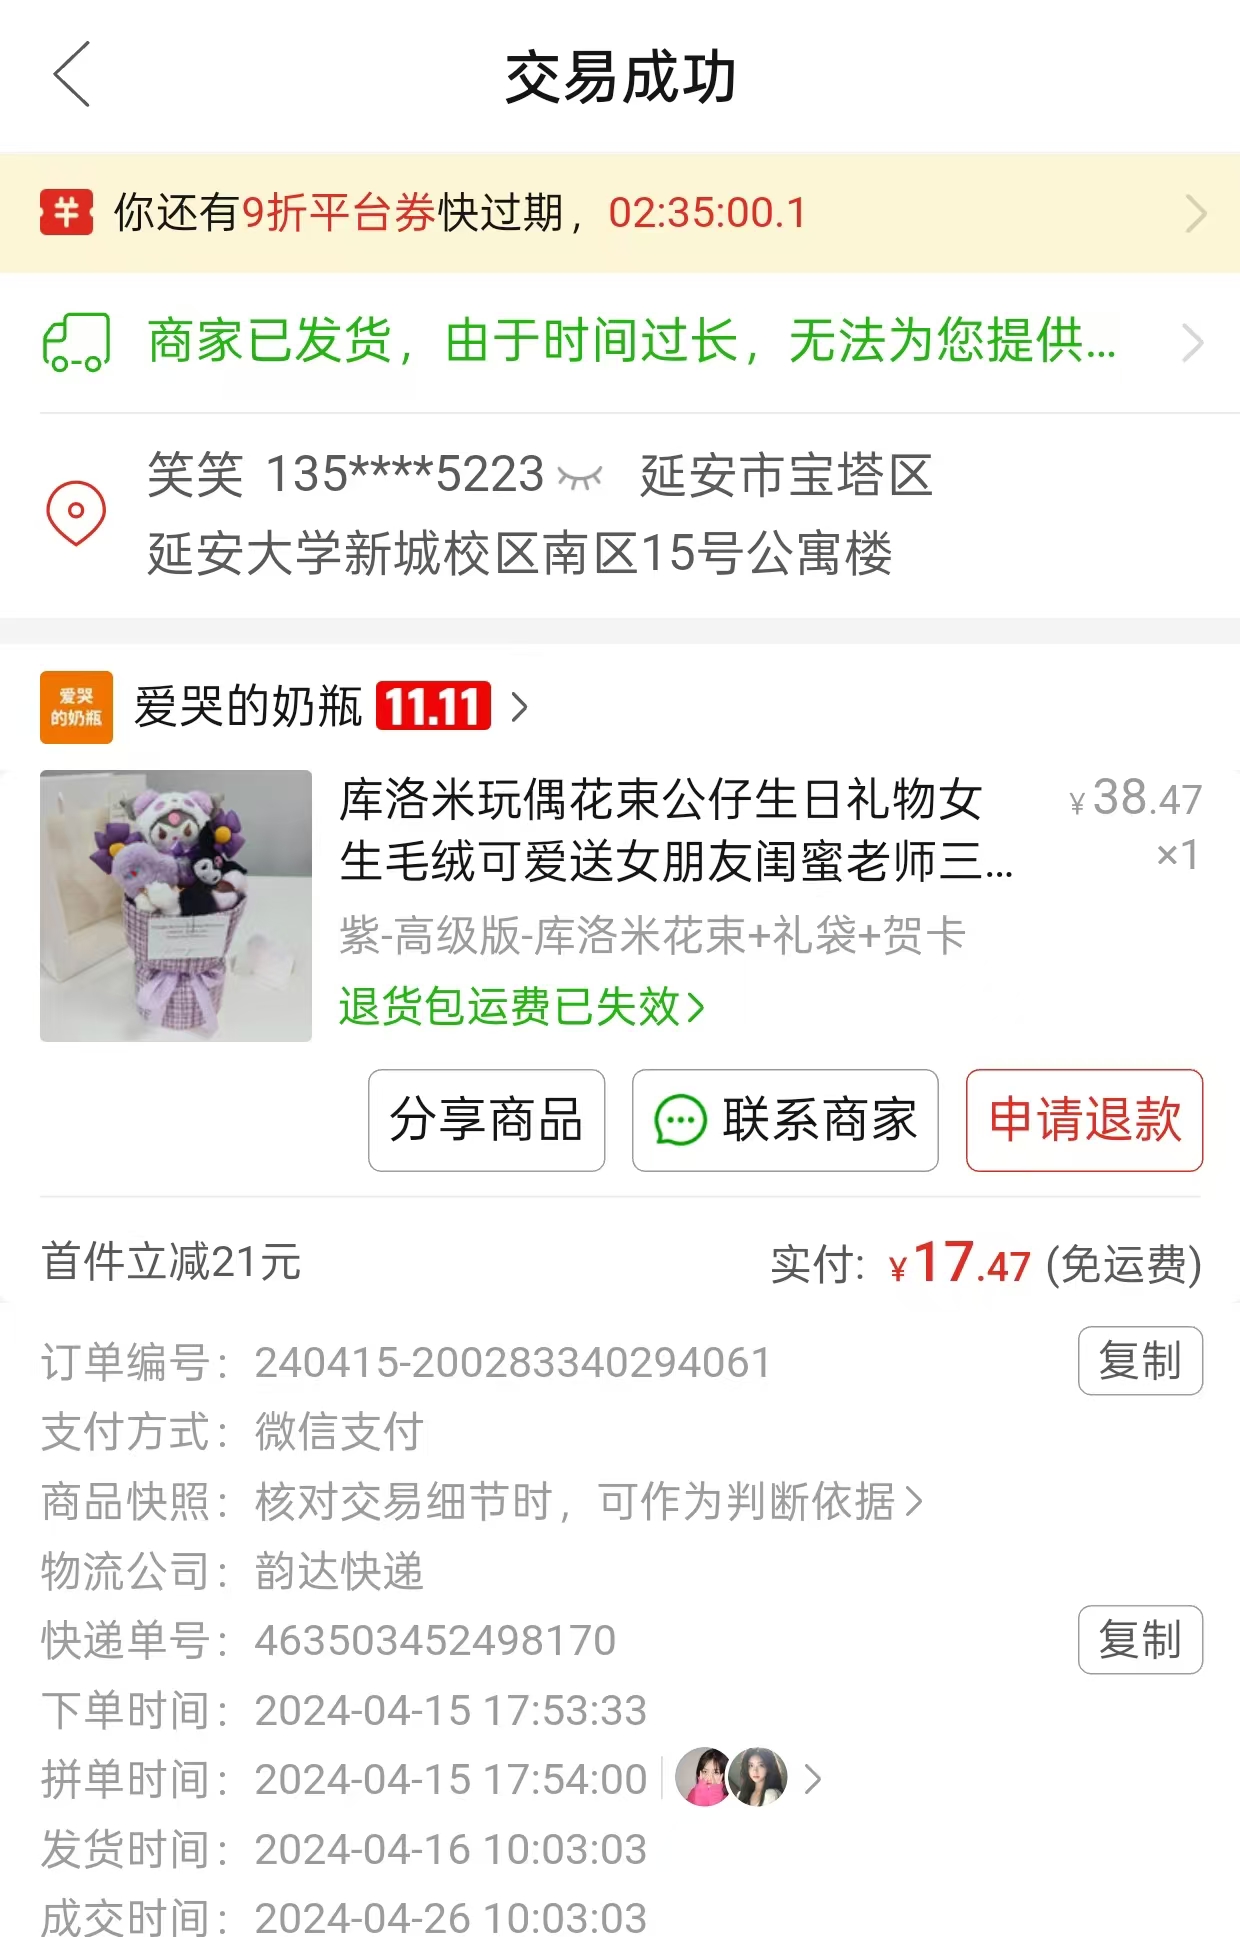 交易成功
你还有9折平台券快过期，02:35:00.1
商家已发货，由于时间过长，无法为您提供...
笑笑 135****5223 延安市宝塔区
延安大学新城校区南区15号公寓楼
爱哭
的奶瓶
爱哭的奶瓶 11.11
库洛米玩偶花束公仔生日礼物女
¥38.47
生毛绒可爱送女朋友闺蜜老师三...
×1
紫-高级版-库洛米花束+礼袋+贺卡
退货包运费已失效
分享商品 联系商家 申请退款
首件立减21元 实付: ¥17.47 (免运费)
订单编号: 240415-200283340294061 复制
支付方式: 微信支付
商品快照: 核对交易细节时，可作为判断依据
物流公司: 韵达快递
快递单号: 463503452498170 复制
下单时间: 2024-04-15 17:53:33
拼单时间: 2024-04-15 17:54:00
发货时间: 2024-04-16 10:03:03
成交时间: 2024-04-26 10:03:03